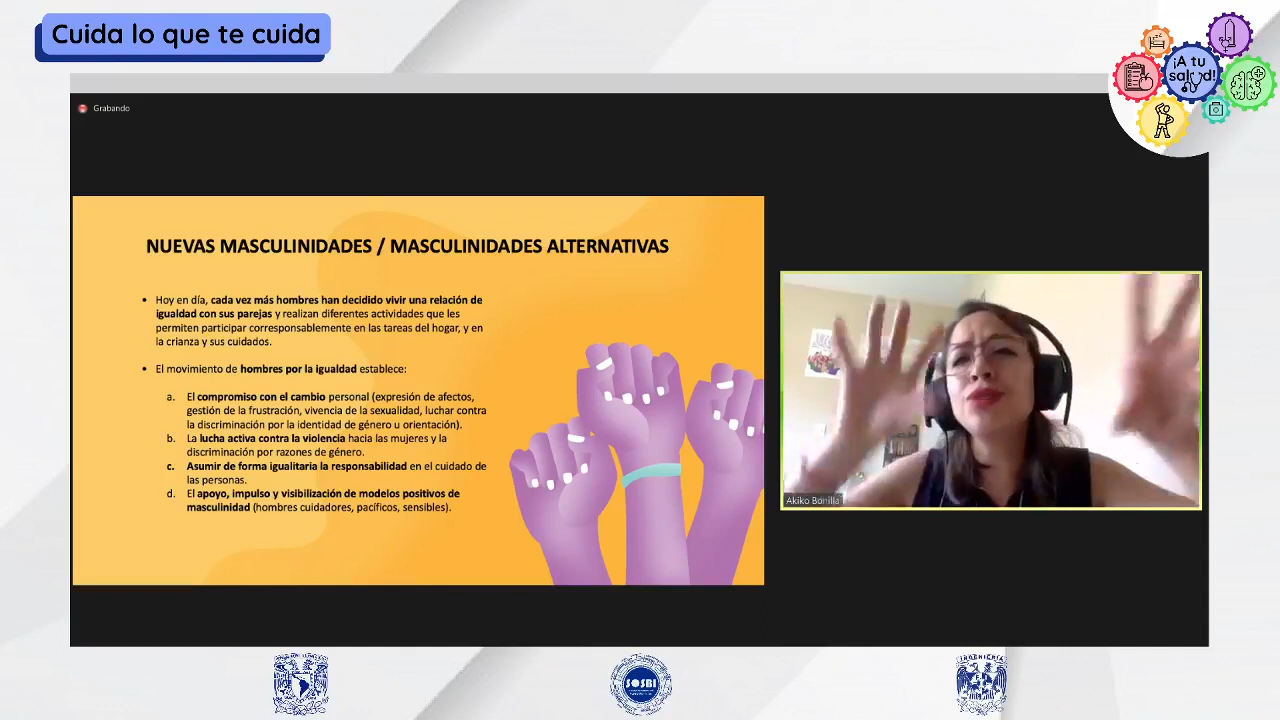 Cuida lo que te cuida
¡A tu
salud!
Grabando
NUEVAS MASCULINIDADES / MASCULINIDADES ALTERNATIVAS
• Hoy en día, cada vez más hombres han decidido vivir una relación de
igualdad con sus parejas y realizan diferentes actividades que les
permiten participar corresponsablemente en las tareas del hogar, y en
la crianza y sus cuidados.
• El movimiento de hombres por la igualdad establece:
a. El compromiso con el cambio personal (expresión de afectos,
gestión de la frustración, vivencia de la sexualidad, luchar contra
la discriminación por la identidad de género u orientación).
b. La lucha activa contra la violencia hacia las mujeres y la
discriminación por razones de género.
c. Asumir de forma igualitaria la responsabilidad en el cuidado de
las personas.
d. El apoyo, impulso y visibilización de modelos positivos de
masculinidad (hombres cuidadores, pacíficos, sensibles).
Akiko Bonilla
SOSBI